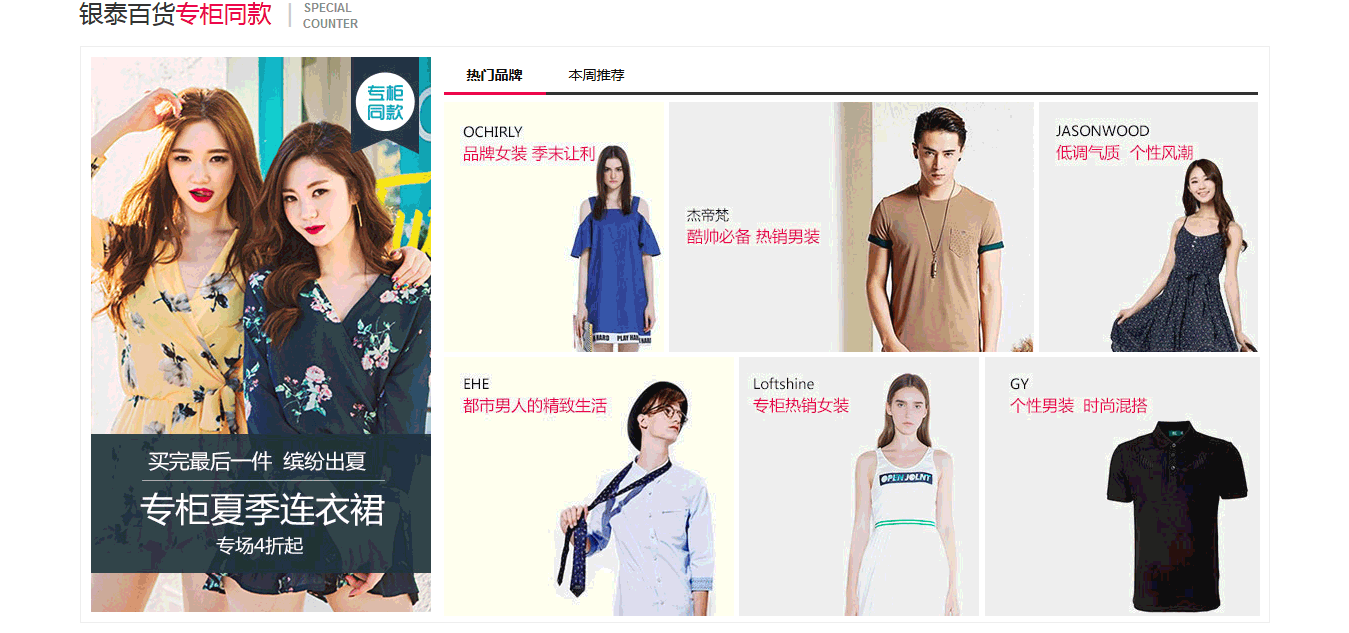 银泰百货专柜同款
SPECIAL
COUNTER
专柜
同款
买完最后一件 缤纷出夏
专柜夏季连衣裙
专场4折起
热门品牌
本周推荐
OCHIRLY
品牌女装 季末让利
杰帝梵
酷帅必备 热销男装
JASONWOOD
低调气质 个性风潮
EHE
都市男人的精致生活
Loftshine
专柜热销女装
OPEN JOLNT
GY
个性男装 时尚混搭